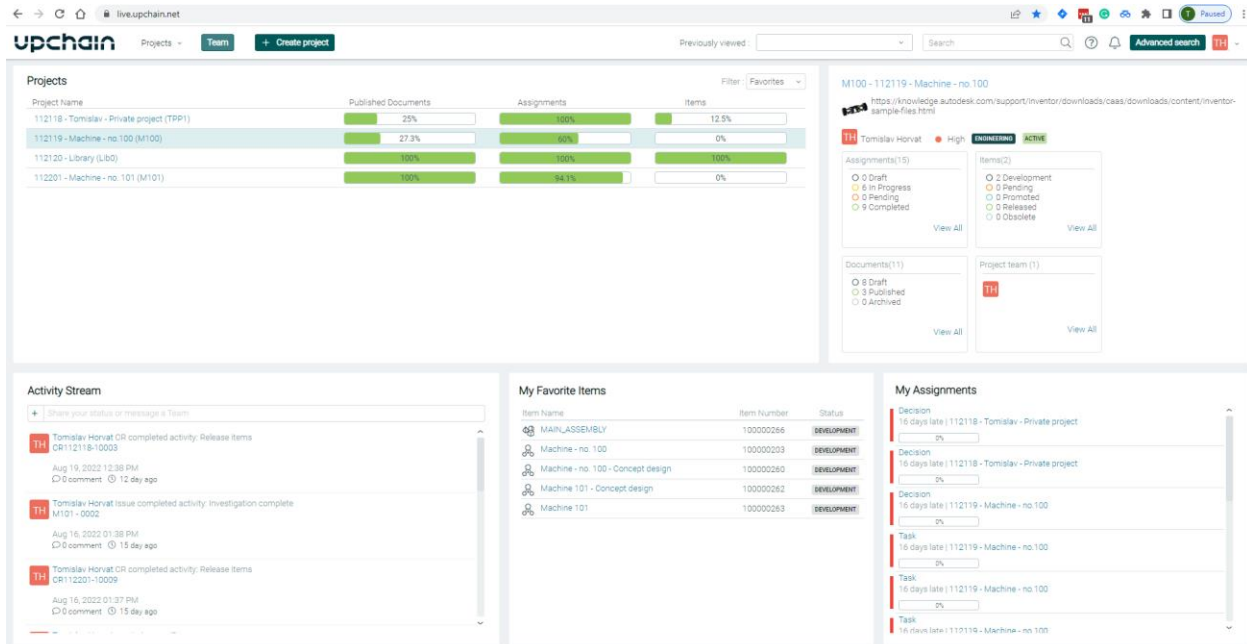 live.upchain.net
11
T Paused
upchain
Projects
Team
+ Create project
Previously viewed :
Search
Advanced search
TH
Projects
Filter : Favorites
Project Name Published Documents Assignments Items
112118 - Tomislav - Private project (TPP1) 25% 100% 12.5%
112119 - Machine - no.100 (M100) 27.3% 60% 0%
112120 - Library (Lib0) 100% 100% 100%
112201 - Machine - no. 101 (M101) 100% 94.1% 0%
M100 - 112119 - Machine - no.100
https://knowledge.autodesk.com/support/inventor/downloads/caas/downloads/content/inventor-
sample-files.html
TH Tomislav Horvat High ENGINEERING ACTIVE
Assignments(15)
0 Draft
6 In Progress
0 Pending
9 Completed
View All
Items(2)
2 Development
0 Pending
0 Promoted
0 Released
0 Obsolete
View All
Documents(11)
8 Draft
3 Published
0 Archived
View All
Project team (1)
TH
View All
Activity Stream
+ Share your status or message a Team
TH Tomislav Horvat CR completed activity: Release items
CR112118-10003
Aug 19, 2022 12:38 PM
0 comment 12 day ago
TH Tomislav Horvat Issue completed activity: Investigation complete
M101 - 0002
Aug 16, 2022 01:38 PM
0 comment 15 day ago
TH Tomislav Horvat CR completed activity: Release items
CR112201-10009
Aug 16, 2022 01:37 PM
0 comment 15 day ago
My Favorite Items
Item Name Item Number Status
MAIN_ASSEMBLY 100000266 DEVELOPMENT
Machine - no. 100 100000203 DEVELOPMENT
Machine - no. 100 - Concept design 100000260 DEVELOPMENT
Machine 101 - Concept design 100000262 DEVELOPMENT
Machine 101 100000263 DEVELOPMENT
My Assignments
Decision
16 days late | 112118 - Tomislav - Private project
0%
Decision
16 days late | 112118 - Tomislav - Private project
0%
Decision
16 days late | 112119 - Machine - no.100
0%
Task
16 days late | 112119 - Machine - no.100
0%
Task
16 days late | 112119 - Machine - no.100
0%
Task
16 days late | 112119 - Machine - no.100